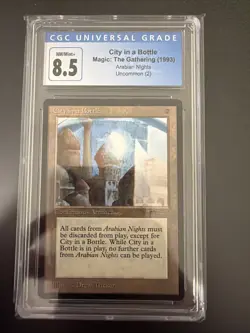 CGC UNIVERSAL GRADE
NM/Mint+
8.5
City in a Bottle
Magic: The Gathering (1993)
Arabian Nights
Uncommon (2)
All cards from Arabian Nights must
be discarded from play, except for
City in a Bottle. While City in a
Bottle is in play, no further cards
from Arabian Nights can be played.